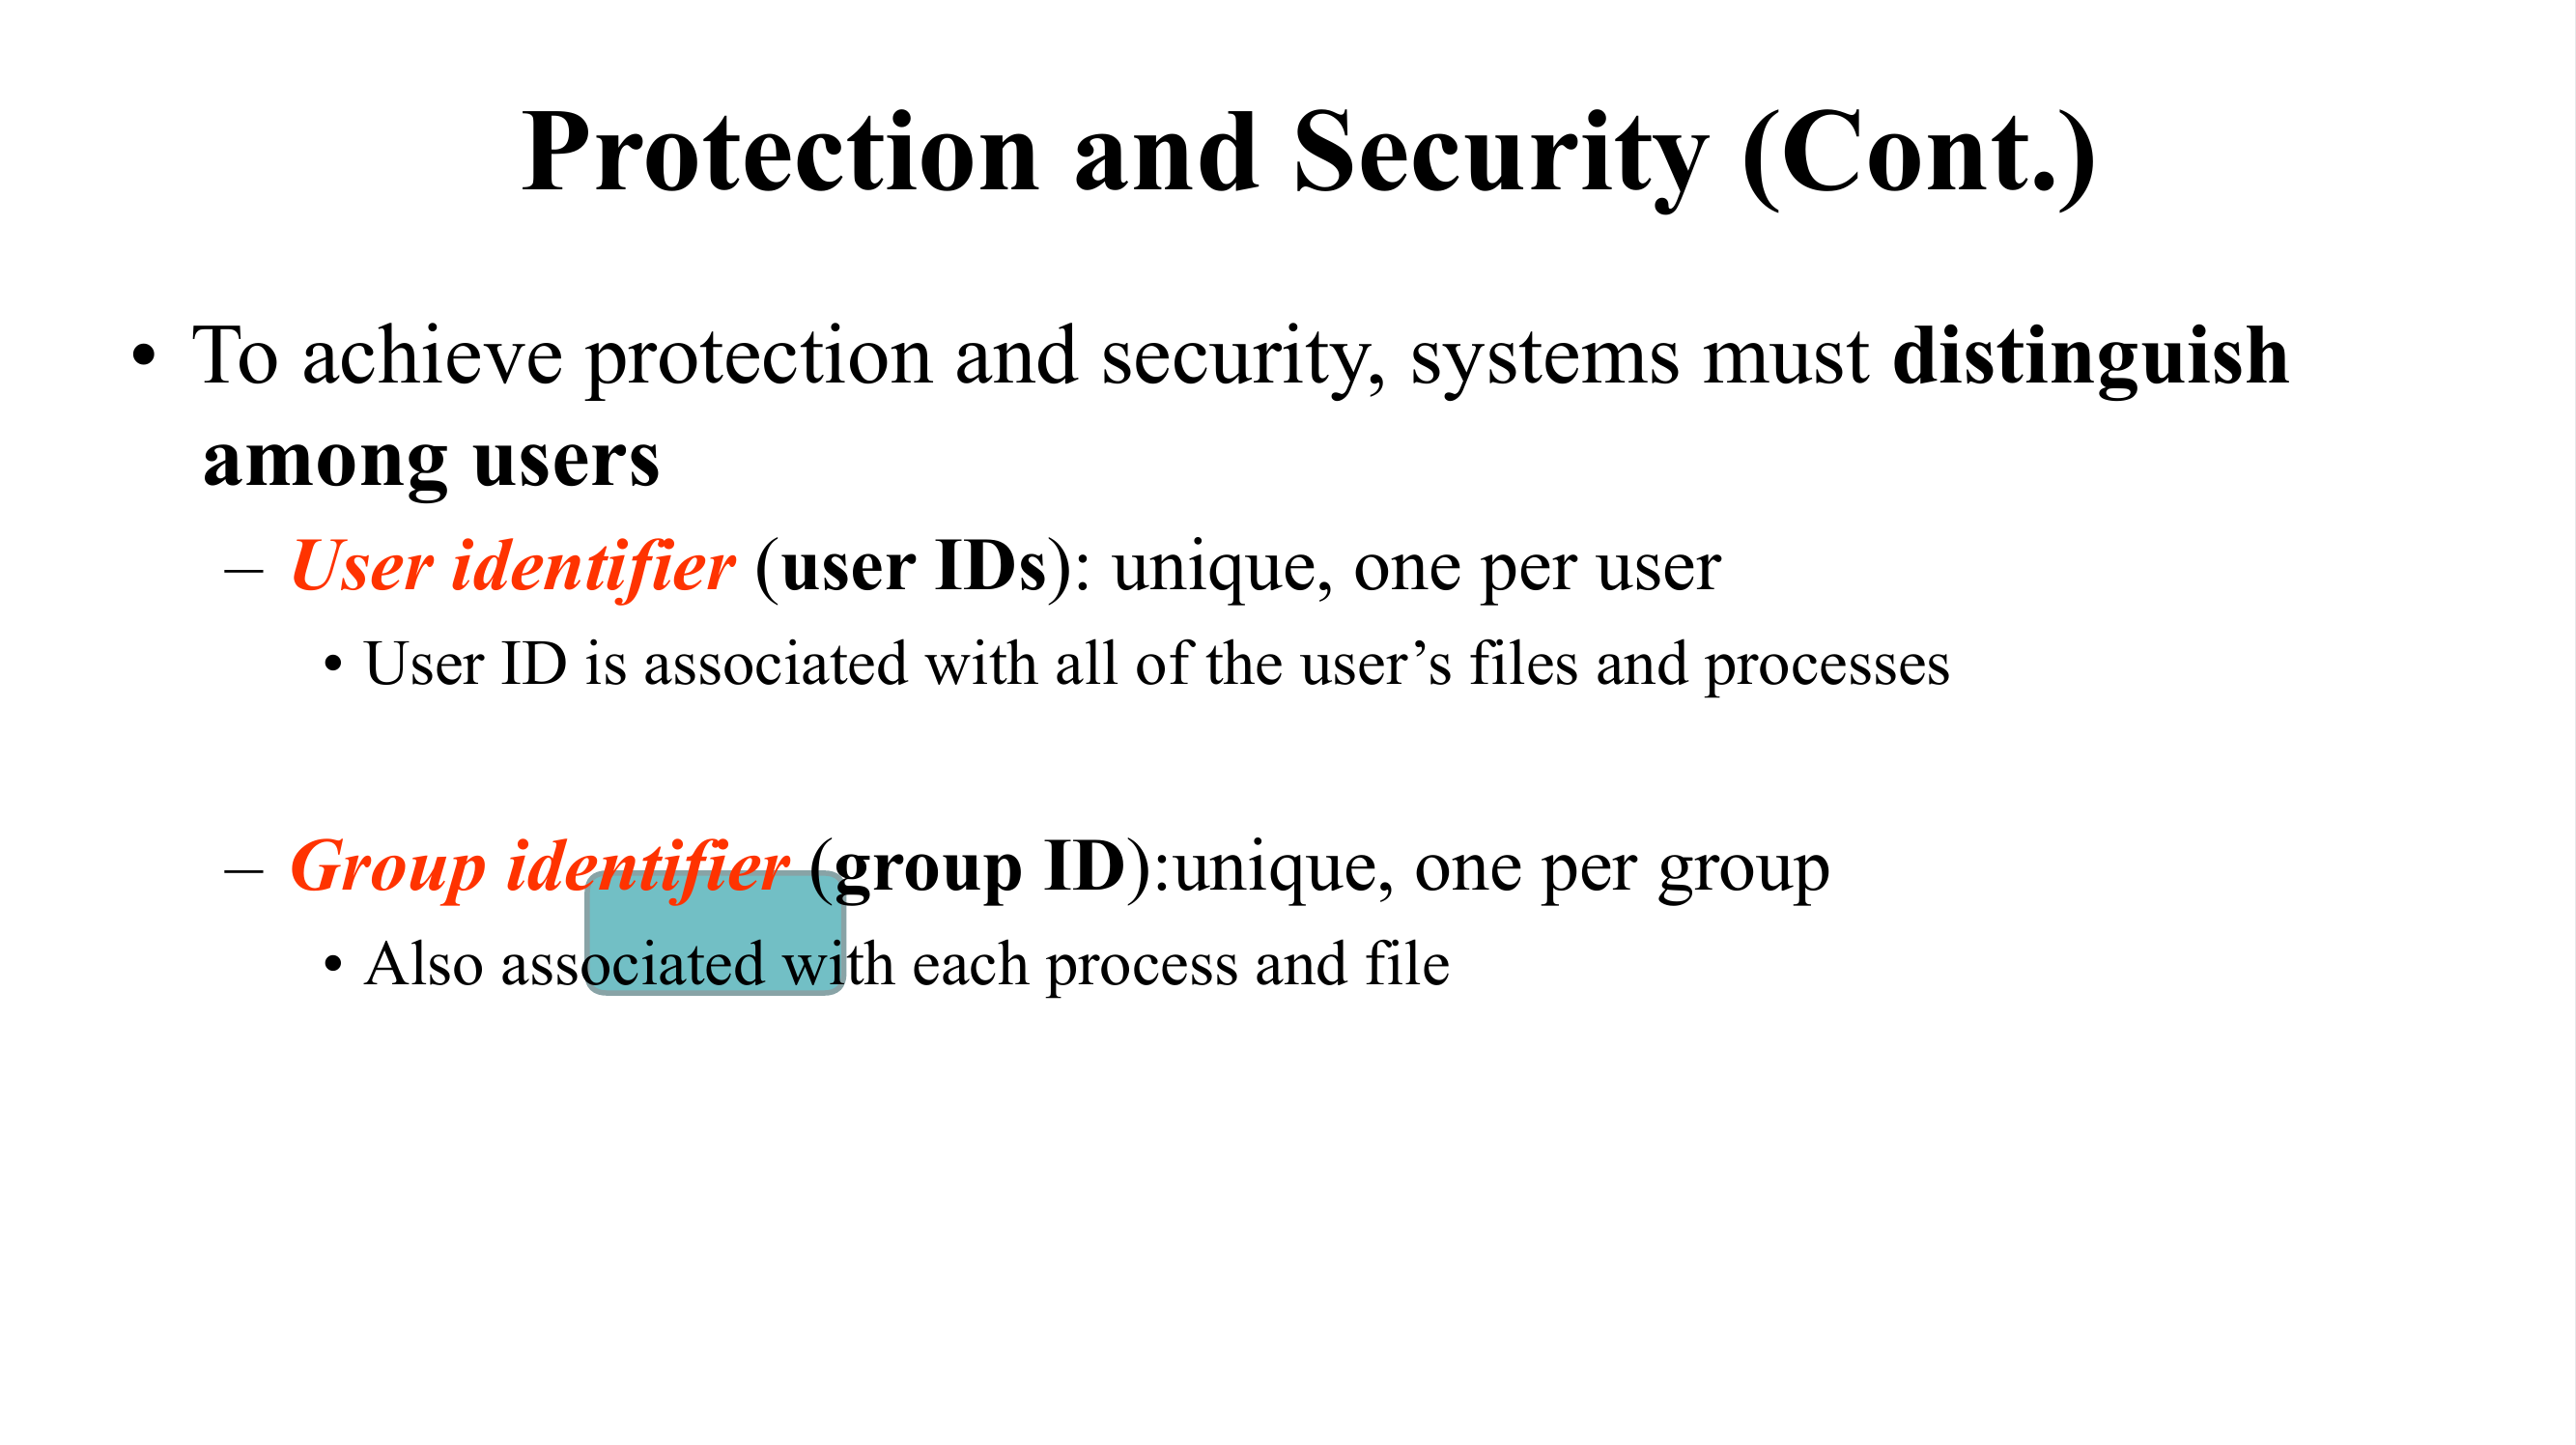 Protection and Security (Cont.)
• To achieve protection and security, systems must distinguish
among users
– User identifier (user IDs): unique, one per user
• User ID is associated with all of the user’s files and processes
– Group identifier (group ID):unique, one per group
• Also associated with each process and file